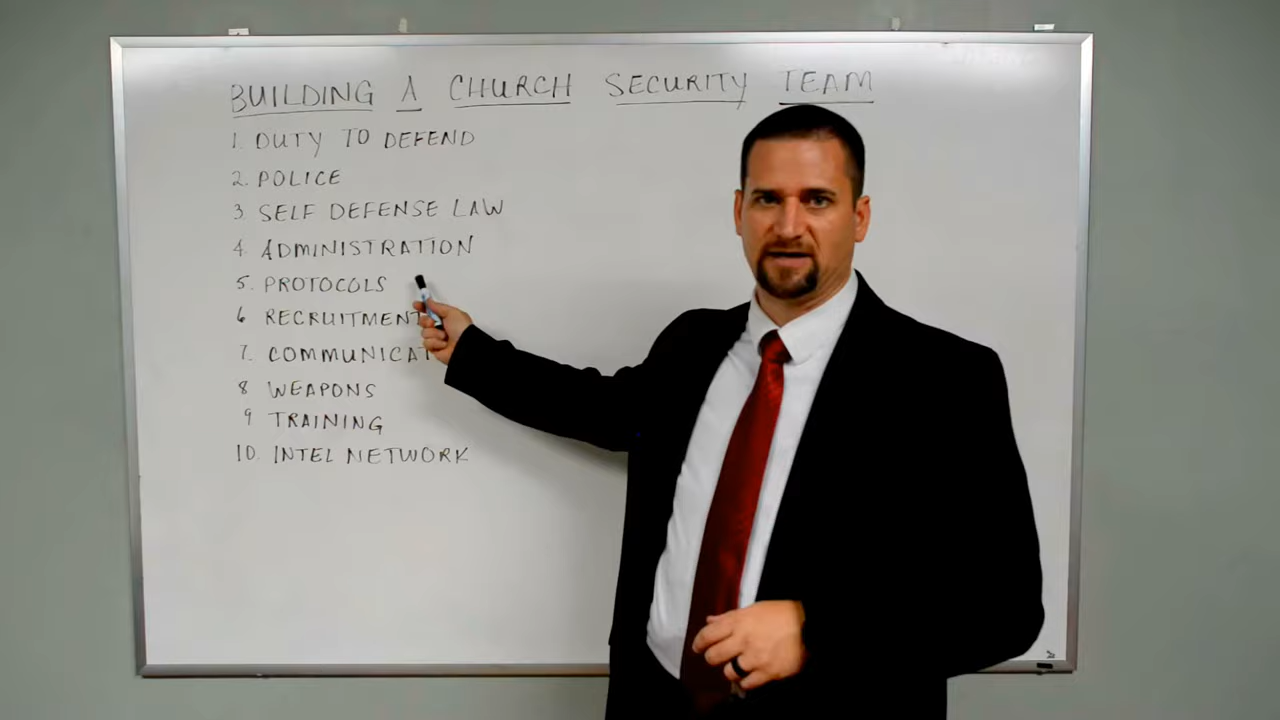 BUILDING A CHURCH SECURITY TEAM
1. DUTY TO DEFEND
2. POLICE
3. SELF DEFENSE LAW
4. ADMINISTRATION
5. PROTOCOLS
6 RECRUITMENT
7. 
8 WEAPONS
9 TRAINING
10. INTEL NETWORK